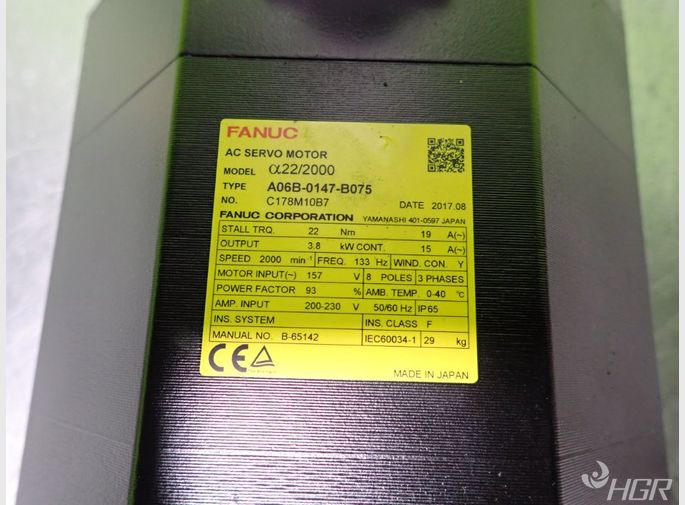 FANUC
AC SERVO MOTOR
MODEL α22/2000
TYPE A06B-0147-B075
NO. C178M10B7 DATE 2017.08
FANUC CORPORATION YAMANASHI 401-0597 JAPAN
STALL TRQ. 22 Nm 19 A(~)
OUTPUT 3.8 kW CONT. 15 A(~)
SPEED 2000 min⁻¹ FREQ. 133 Hz WIND. CON. Y
MOTOR INPUT(~) 157 V 8 POLES 3 PHASES
POWER FACTOR 93 % AMB. TEMP. 0-40 ℃
AMP. INPUT 200-230 V 50/60 Hz IP65
INS. SYSTEM INS. CLASS F
MANUAL NO. B-65142 IEC60034-1 29 kg
CE
MADE IN JAPAN
HGR